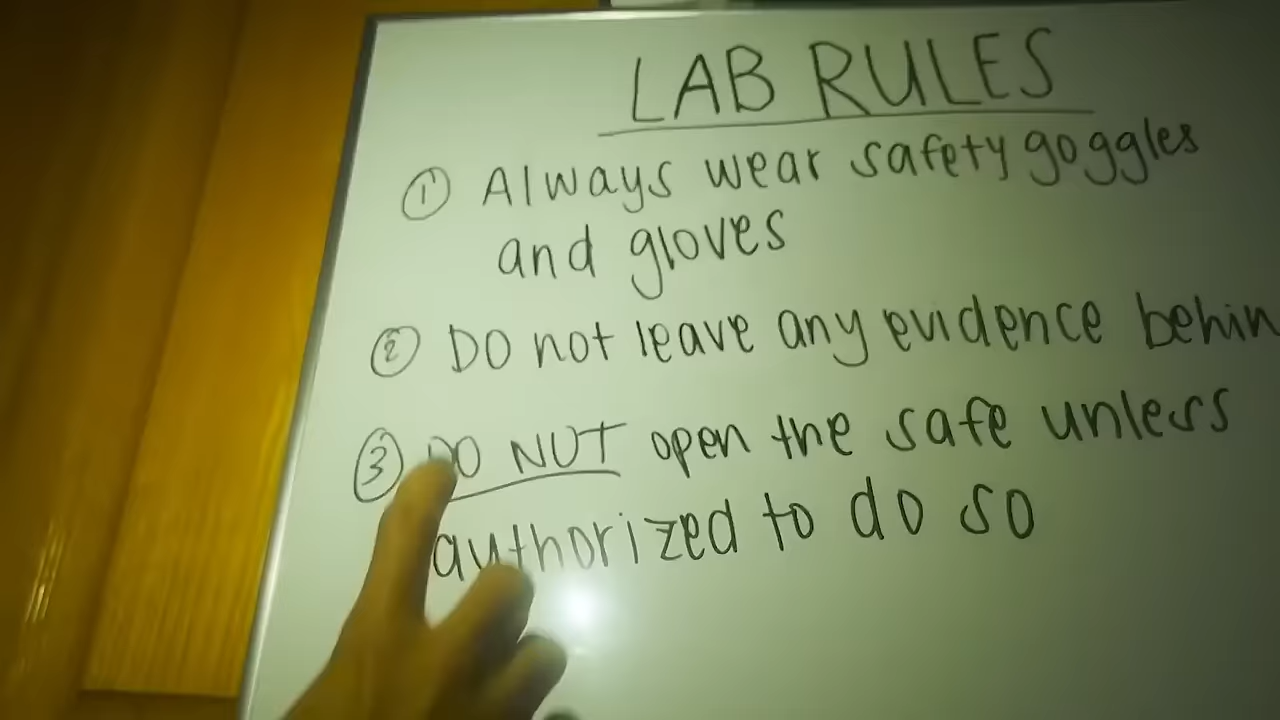 LAB RULES
① Always wear safety goggles
and gloves
② DO not leave any evidence behin
③ DO NOT open the safe unless
authorized to do so